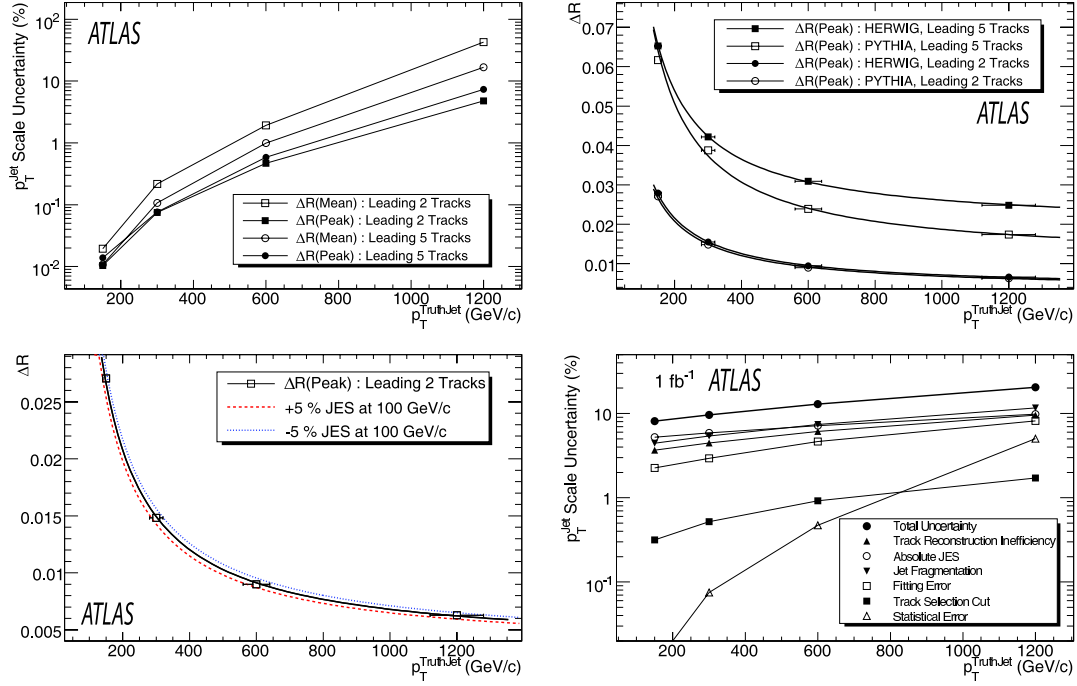 p_T^Jet Scale Uncertainty (%)
10²
10
1
10⁻¹
10⁻²
ATLAS
ΔR(Mean) : Leading 2 Tracks
ΔR(Peak) : Leading 2 Tracks
ΔR(Mean) : Leading 5 Tracks
ΔR(Peak) : Leading 5 Tracks
200 400 600 800 1000 1200
p_T^TruthJet (GeV/c)
ΔR
0.07
0.06
0.05
0.04
0.03
0.02
0.01
ΔR(Peak) : HERWIG, Leading 5 Tracks
ΔR(Peak) : PYTHIA, Leading 5 Tracks
ΔR(Peak) : HERWIG, Leading 2 Tracks
ΔR(Peak) : PYTHIA, Leading 2 Tracks
ATLAS
200 400 600 800 1000 1200
p_T^TruthJet (GeV/c)
ΔR
0.025
0.02
0.015
0.01
0.005
ΔR(Peak) : Leading 2 Tracks
+5 % JES at 100 GeV/c
-5 % JES at 100 GeV/c
ATLAS
200 400 600 800 1000 1200
p_T^TruthJet (GeV/c)
p_T^Jet Scale Uncertainty (%)
10
1
10⁻¹
1 fb⁻¹ ATLAS
Total Uncertainty
Track Reconstruction Inefficiency
Absolute JES
Jet Fragmentation
Fitting Error
Track Selection Cut
Statistical Error
200 400 600 800 1000 1200
p_T^TruthJet (GeV/c)